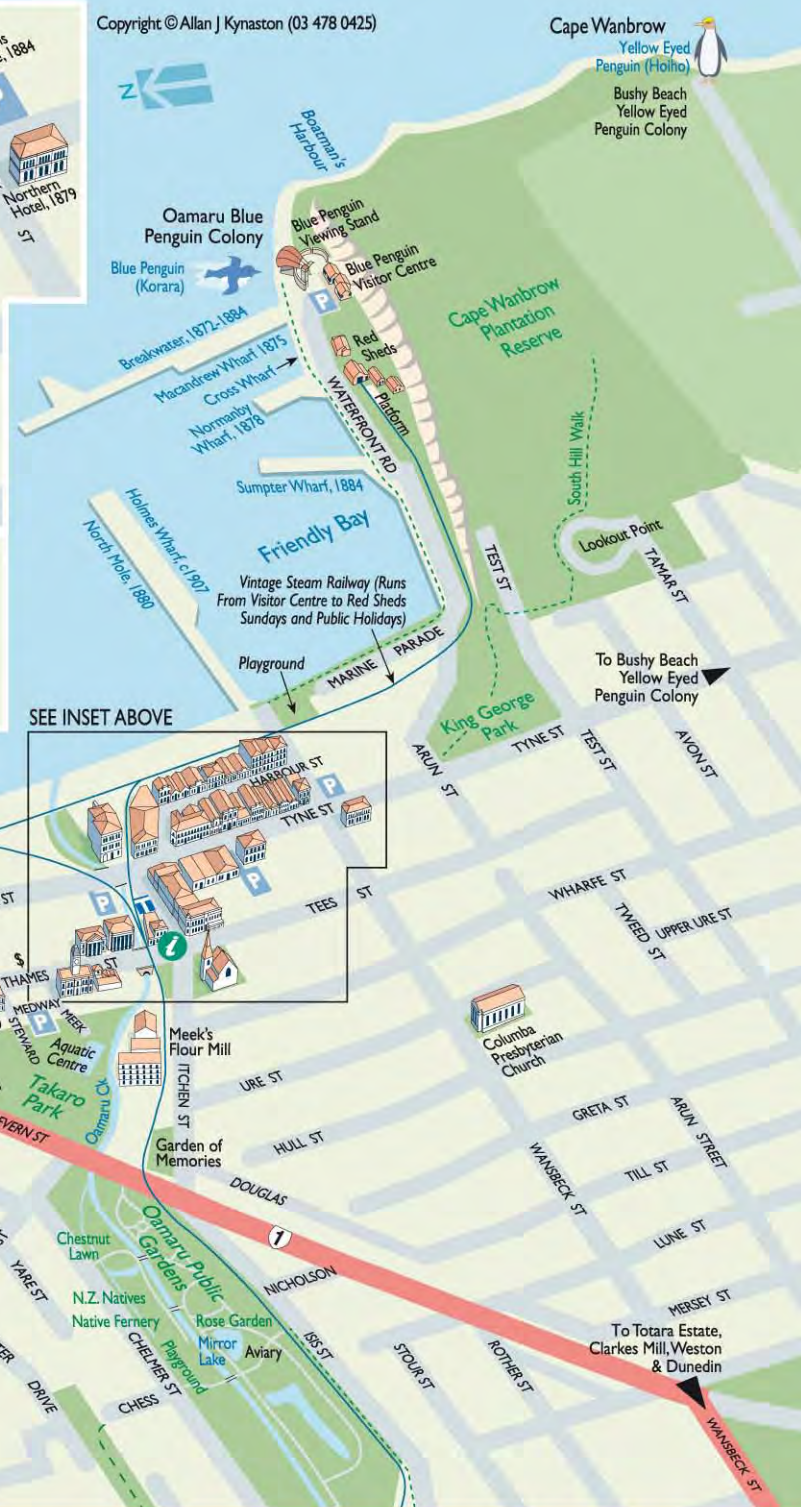 Copyright © Allan J Kynaston (03 478 0425)
, 1884
Northern
Hotel, 1879
ST
Cape Wanbrow
Yellow Eyed
Penguin (Hoiho)
Bushy Beach
Yellow Eyed
Penguin Colony
N
Boatman's
Harbour
Oamaru Blue
Penguin Colony
Blue Penguin
(Korara)
Blue Penguin
Viewing Stand
Blue Penguin
Visitor Centre
P
Red
Sheds
Platform
Cape Wanbrow
Plantation
Reserve
Breakwater, 1872-1884
Macandrew Wharf 1875
Cross Wharf
Normanby
Wharf, 1878
WATERFRONT RD
Sumpter Wharf, 1884
Friendly Bay
Holmes Wharf, c1907
North Mole, 1880
South Hill Walk
Lookout Point
TEST ST
TAMAR ST
Vintage Steam Railway (Runs
From Visitor Centre to Red Sheds
Sundays and Public Holidays)
Playground
MARINE PARADE
To Bushy Beach
Yellow Eyed
Penguin Colony
King George
Park
SEE INSET ABOVE
ARUN ST
TYNE ST
TEST ST
AVON ST
HARBOUR ST
P
TYNE ST
P
ST
P
TEES ST
WHARFE ST
TWEED ST
UPPER URE ST
i
$
THAMES ST
MEDWAY
MEEK
STEWARD
P
Aquatic
Centre
Takaro
Park
Oamaru Ck
Meek's
Flour Mill
ITCHEN ST
Columba
Presbyterian
Church
URE ST
HULL ST
GRETA ST
ARUN STREET
WANSBECK ST
TILL ST
LUNE ST
MERSEY ST
EVERN ST
Garden of
Memories
DOUGLAS
1
Oamaru Public
Gardens
Chestnut
Lawn
N.Z. Natives
Native Fernery
Rose Garden
Mirror
Lake
Aviary
Playground
NICHOLSON
ISIS ST
STOUR ST
ROTHER ST
YARE ST
CHELMER ST
DRIVE
CHESS
To Totara Estate,
Clarkes Mill, Weston
& Dunedin
WANSBECK ST